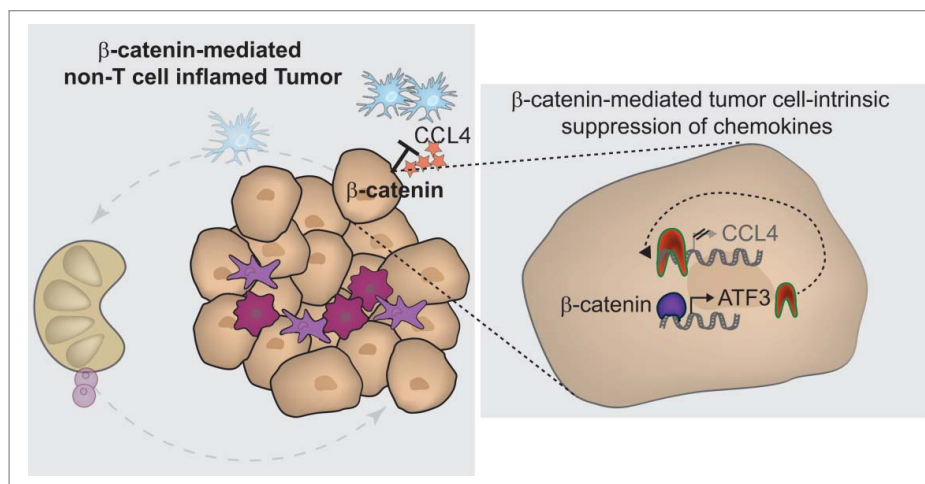 β-catenin-mediated
non-T cell inflamed Tumor
CCL4
β-catenin
β-catenin-mediated tumor cell-intrinsic
suppression of chemokines
CCL4
β-catenin
ATF3